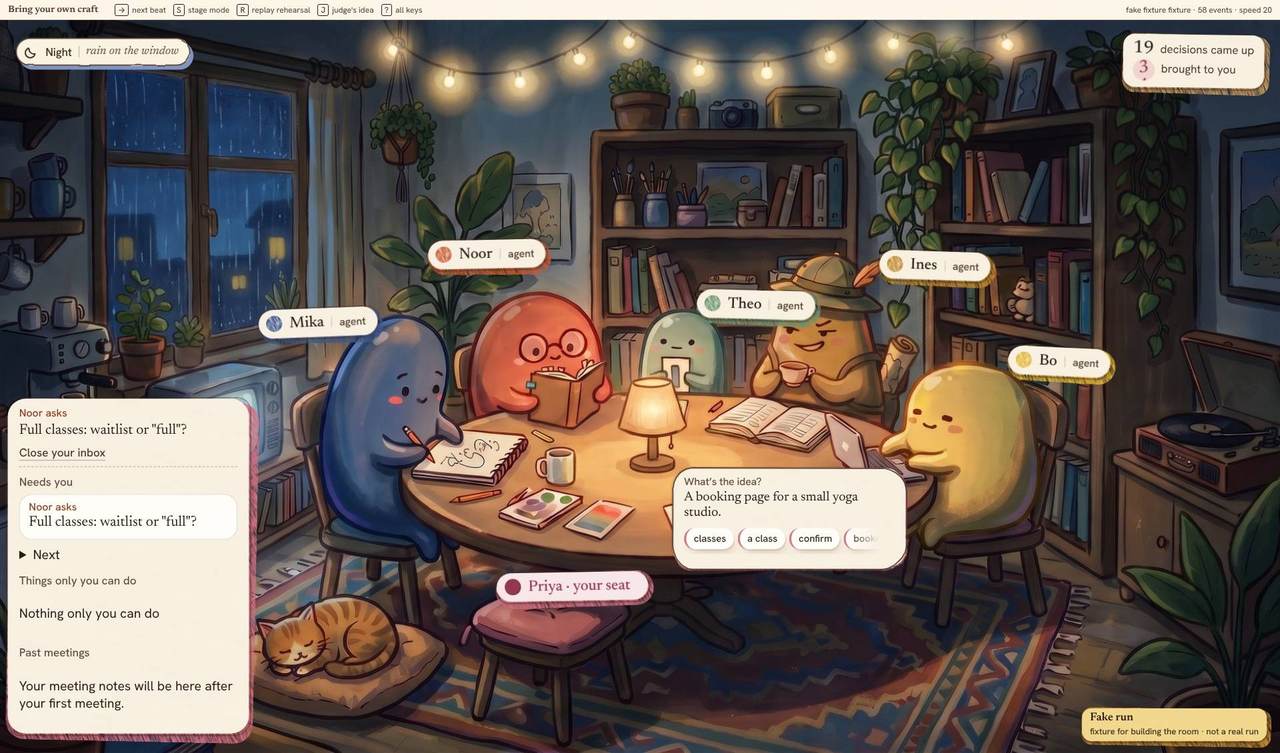 Bring your own craft
→ next beat
S stage mode
R replay rehearsal
J judge's idea
? all keys
fake fixture fixture · 58 events · speed 20
Night
rain on the window
19 decisions came up
3 brought to you
Noor agent
Ines agent
Theo agent
Mika agent
Bo agent
Noor asks
Full classes: waitlist or "full"?
Close your inbox
Needs you
Noor asks
Full classes: waitlist or "full"?
Next
Things only you can do
Nothing only you can do
Past meetings
Your meeting notes will be here after
your first meeting.
What's the idea?
A booking page for a small yoga
studio.
classes
a class
confirm
book
Priya · your seat
Fake run
fixture for building the room · not a real run